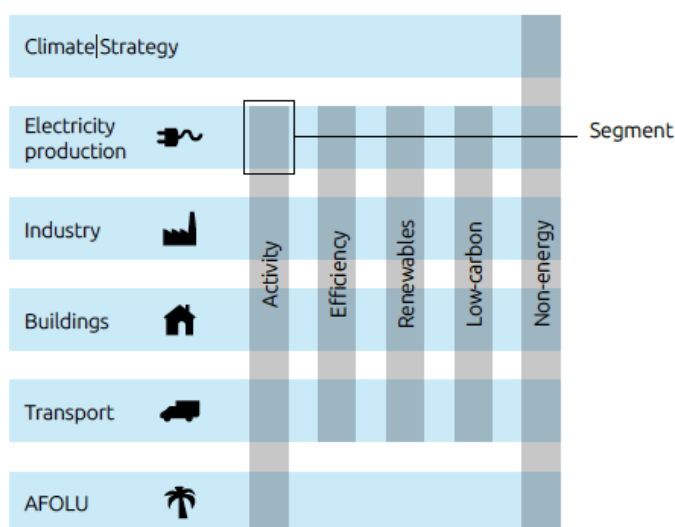 Climate|Strategy
Electricity
production
Segment
Industry
Buildings
Transport
AFOLU
Activity
Efficiency
Renewables
Low-carbon
Non-energy